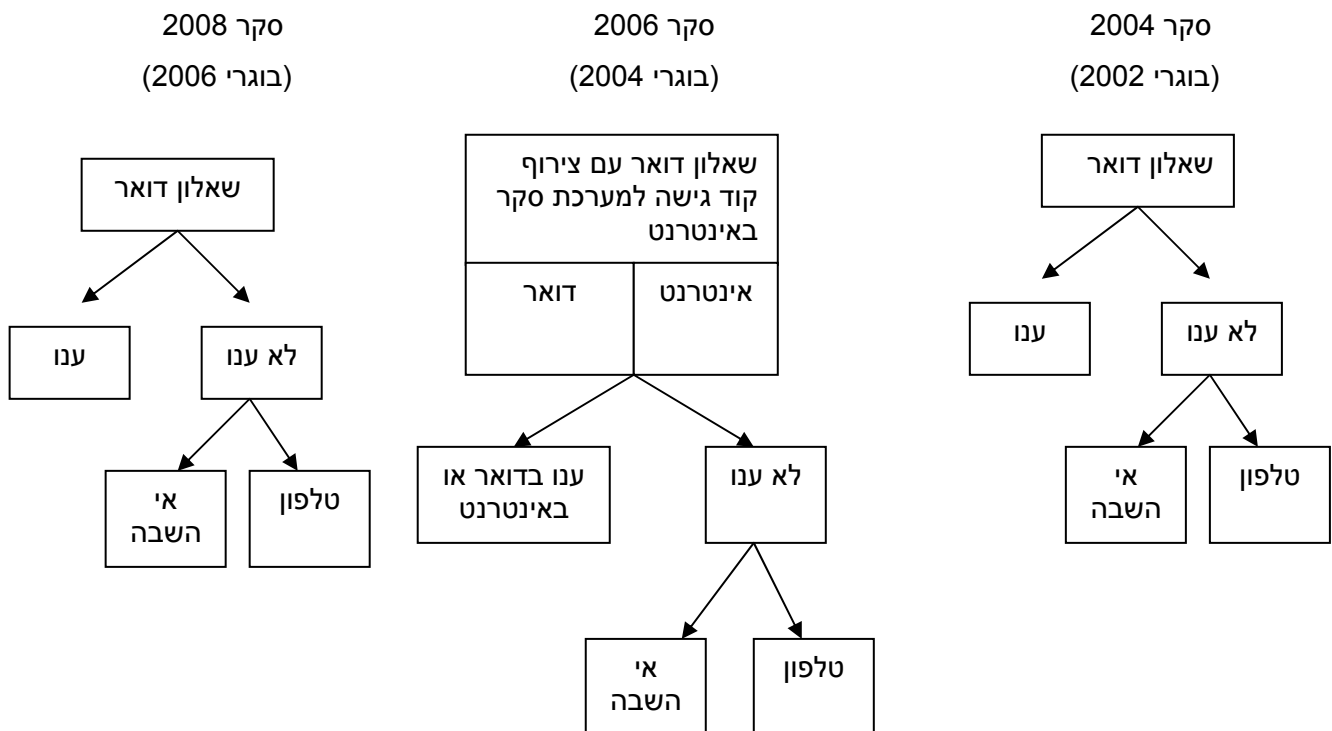 סקר 2004
(בוגרי 2002)
שאלון דואר
ענו
לא ענו
אי
השבה
טלפון
סקר 2006
(בוגרי 2004)
שאלון דואר עם צירוף
קוד גישה למערכת סקר
באינטרנט
אינטרנט
דואר
ענו בדואר או
באינטרנט
לא ענו
אי
השבה
טלפון
סקר 2008
(בוגרי 2006)
שאלון דואר
ענו
לא ענו
אי
השבה
טלפון